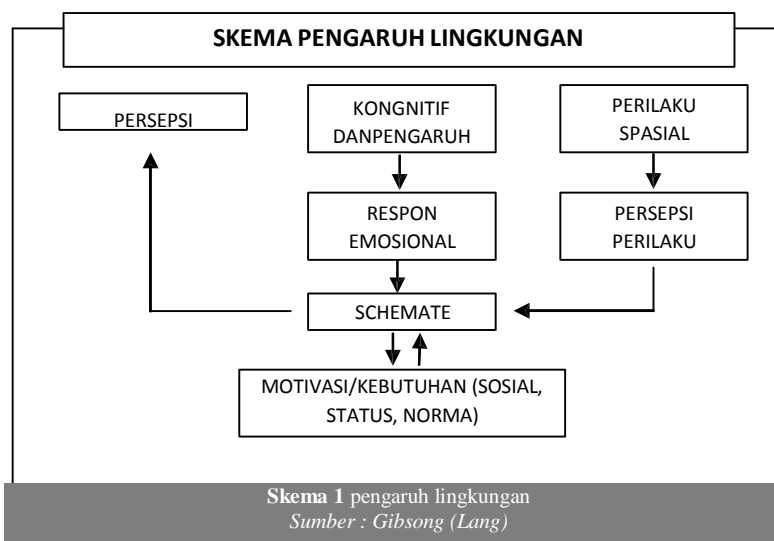 SKEMA PENGARUH LINGKUNGAN
PERSEPSI
KONGNITIF
DANPENGARUH
PERILAKU
SPASIAL
RESPON
EMOSIONAL
PERSEPSI
PERILAKU
SCHEMATE
MOTIVASI/KEBUTUHAN (SOSIAL,
STATUS, NORMA)
Skema 1 pengaruh lingkungan
Sumber : Gibsong (Lang)